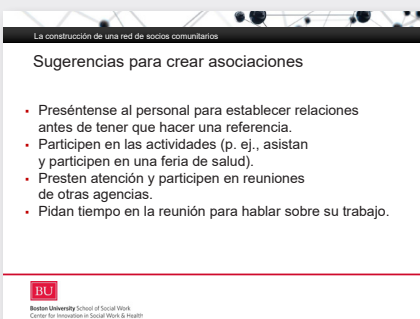 La construcción de una red de socios comunitarios
Sugerencias para crear asociaciones
▪ Preséntense al personal para establecer relaciones
antes de tener que hacer una referencia.
▪ Participen en las actividades (p. ej., asistan
y participen en una feria de salud).
▪ Presten atención y participen en reuniones
de otras agencias.
▪ Pidan tiempo en la reunión para hablar sobre su trabajo.
BU
Boston University School of Social Work
Center for Innovation in Social Work & Health